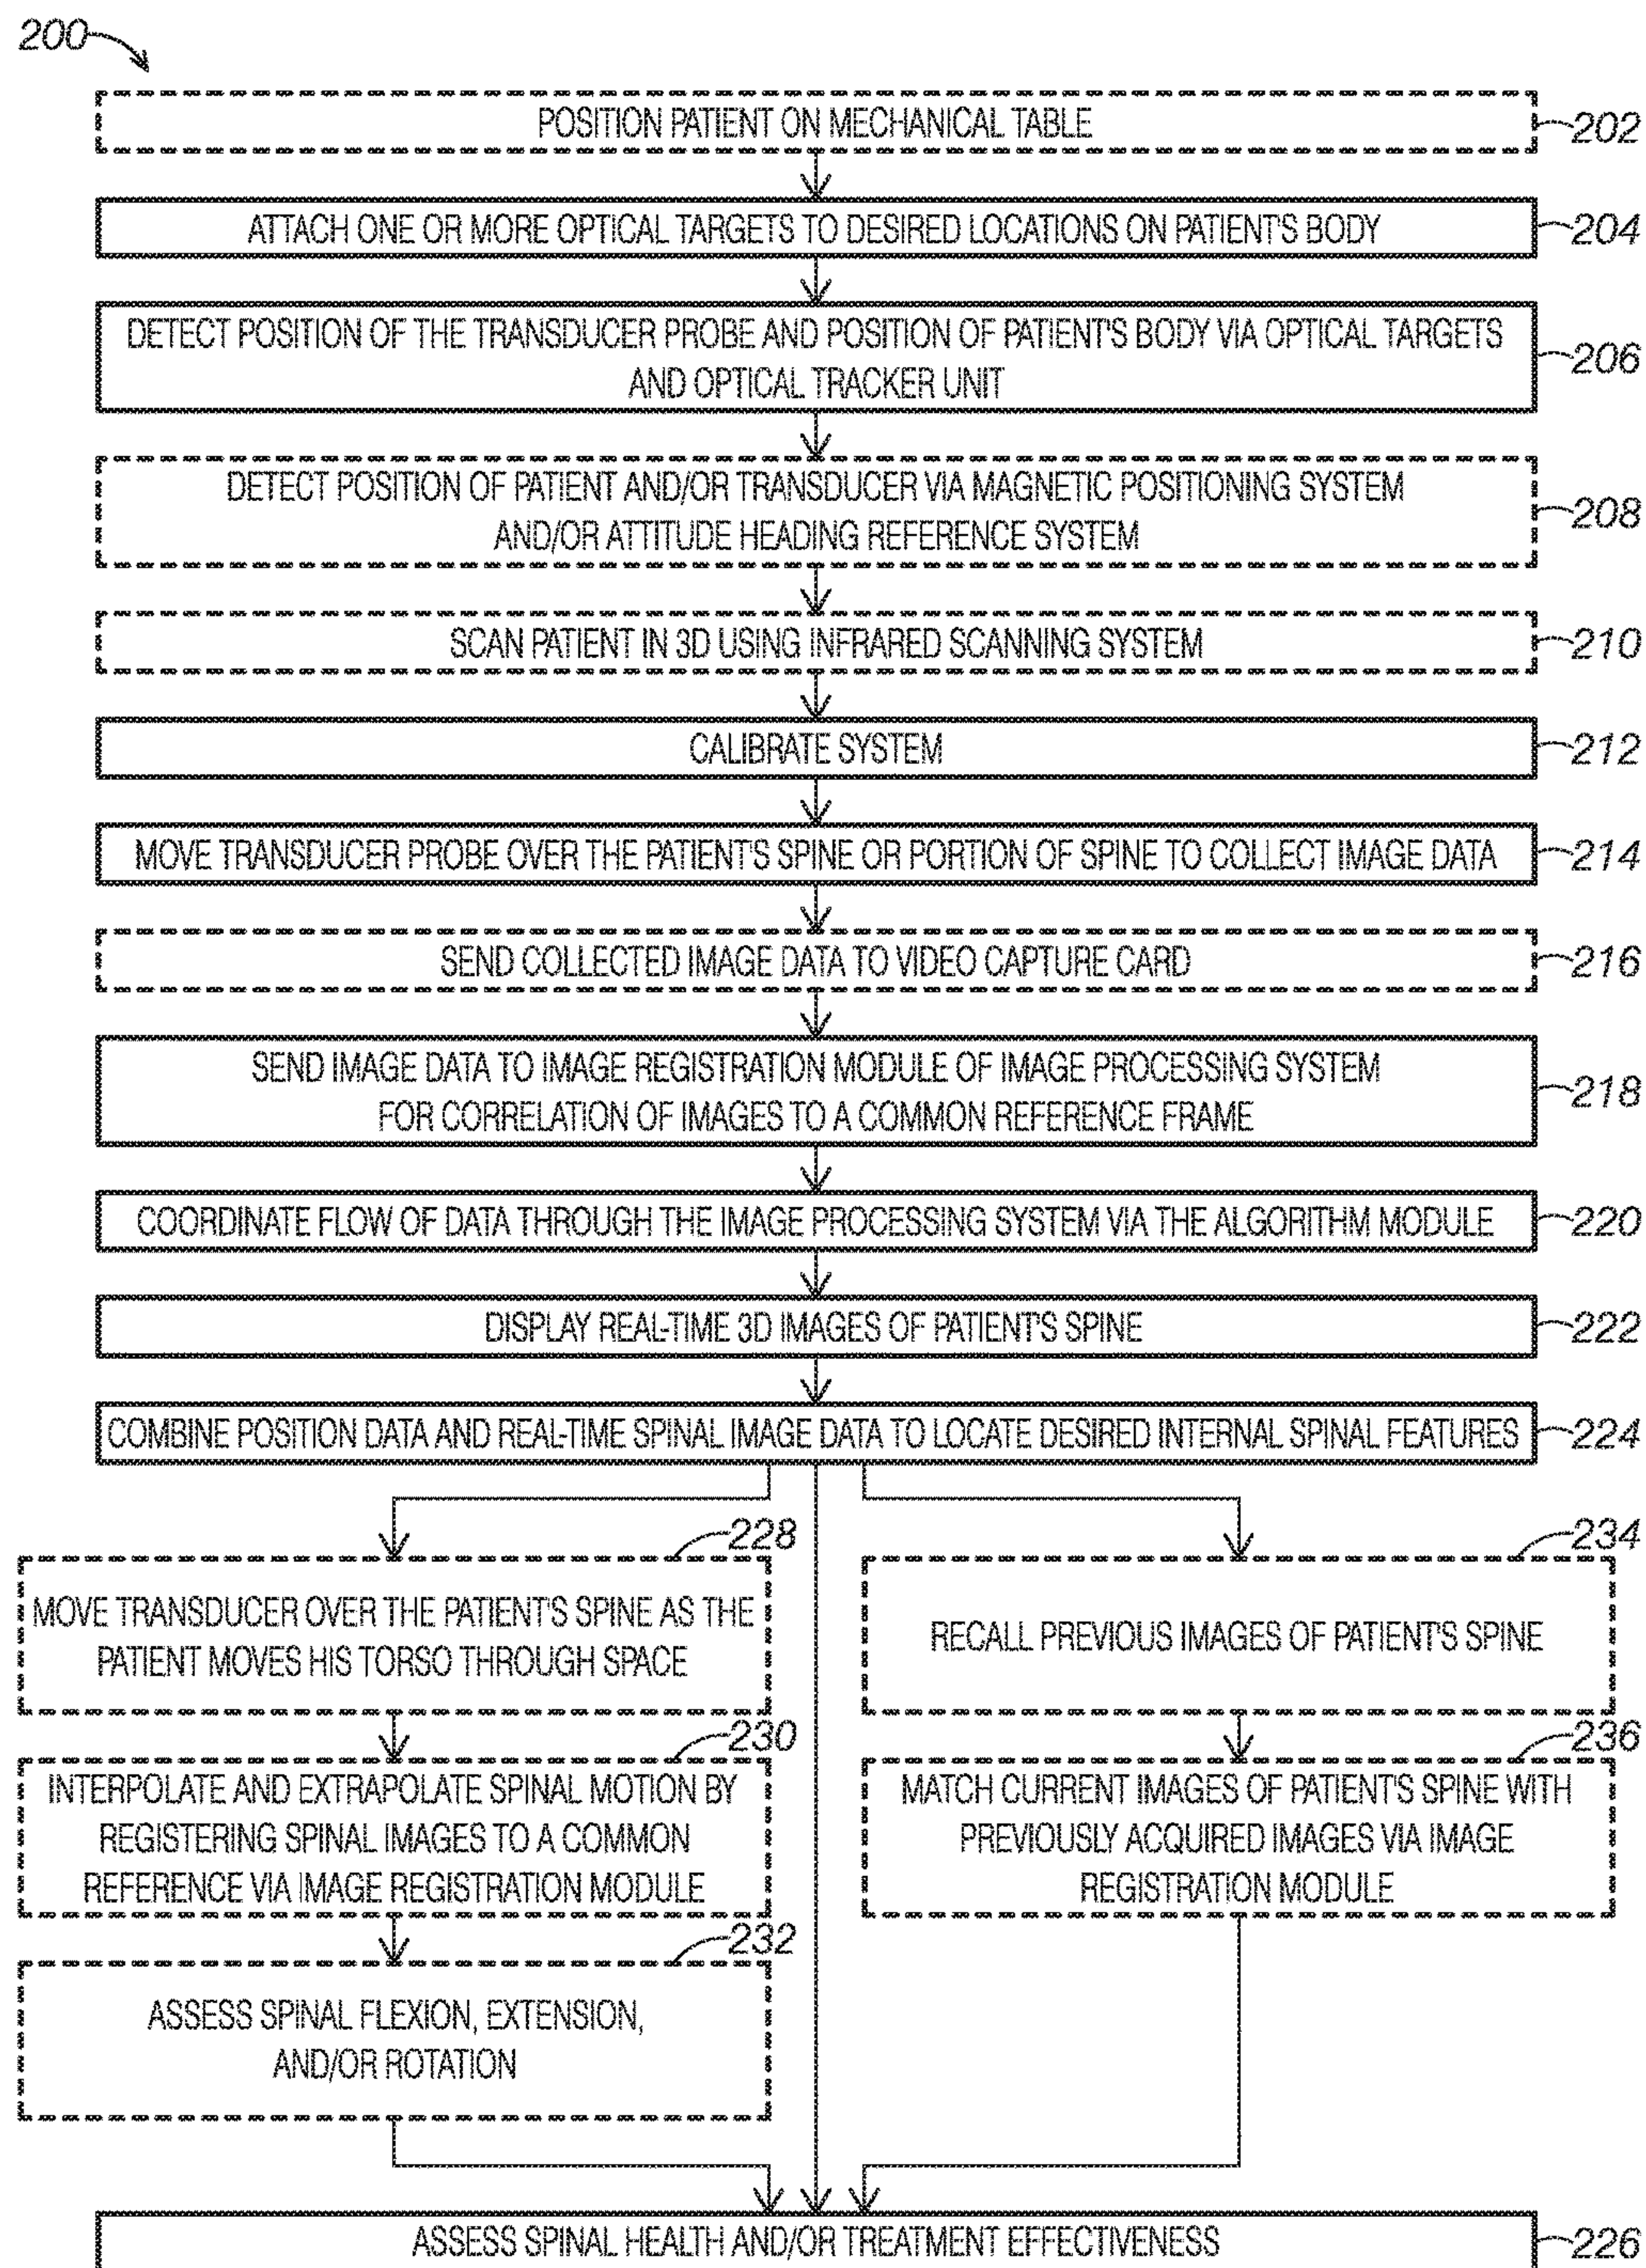 200
POSITION PATIENT ON MECHANICAL TABLE
202
ATTACH ONE OR MORE OPTICAL TARGETS TO DESIRED LOCATIONS ON PATIENT'S BODY
204
DETECT POSITION OF THE TRANSDUCER PROBE AND POSITION OF PATIENT'S BODY VIA OPTICAL TARGETS
AND OPTICAL TRACKER UNIT
206
DETECT POSITION OF PATIENT AND/OR TRANSDUCER VIA MAGNETIC POSITIONING SYSTEM
AND/OR ATTITUDE HEADING REFERENCE SYSTEM
208
SCAN PATIENT IN 3D USING INFRARED SCANNING SYSTEM
210
CALIBRATE SYSTEM
212
MOVE TRANSDUCER PROBE OVER THE PATIENT'S SPINE OR PORTION OF SPINE TO COLLECT IMAGE DATA
214
SEND COLLECTED IMAGE DATA TO VIDEO CAPTURE CARD
216
SEND IMAGE DATA TO IMAGE REGISTRATION MODULE OF IMAGE PROCESSING SYSTEM
FOR CORRELATION OF IMAGES TO A COMMON REFERENCE FRAME
218
COORDINATE FLOW OF DATA THROUGH THE IMAGE PROCESSING SYSTEM VIA THE ALGORITHM MODULE
220
DISPLAY REAL-TIME 3D IMAGES OF PATIENT'S SPINE
222
COMBINE POSITION DATA AND REAL-TIME SPINAL IMAGE DATA TO LOCATE DESIRED INTERNAL SPINAL FEATURES
224
228
MOVE TRANSDUCER OVER THE PATIENT'S SPINE AS THE
PATIENT MOVES HIS TORSO THROUGH SPACE
230
INTERPOLATE AND EXTRAPOLATE SPINAL MOTION BY
REGISTERING SPINAL IMAGES TO A COMMON
REFERENCE VIA IMAGE REGISTRATION MODULE
232
ASSESS SPINAL FLEXION, EXTENSION,
AND/OR ROTATION
234
RECALL PREVIOUS IMAGES OF PATIENT'S SPINE
236
MATCH CURRENT IMAGES OF PATIENT'S SPINE WITH
PREVIOUSLY ACQUIRED IMAGES VIA IMAGE
REGISTRATION MODULE
ASSESS SPINAL HEALTH AND/OR TREATMENT EFFECTIVENESS
226